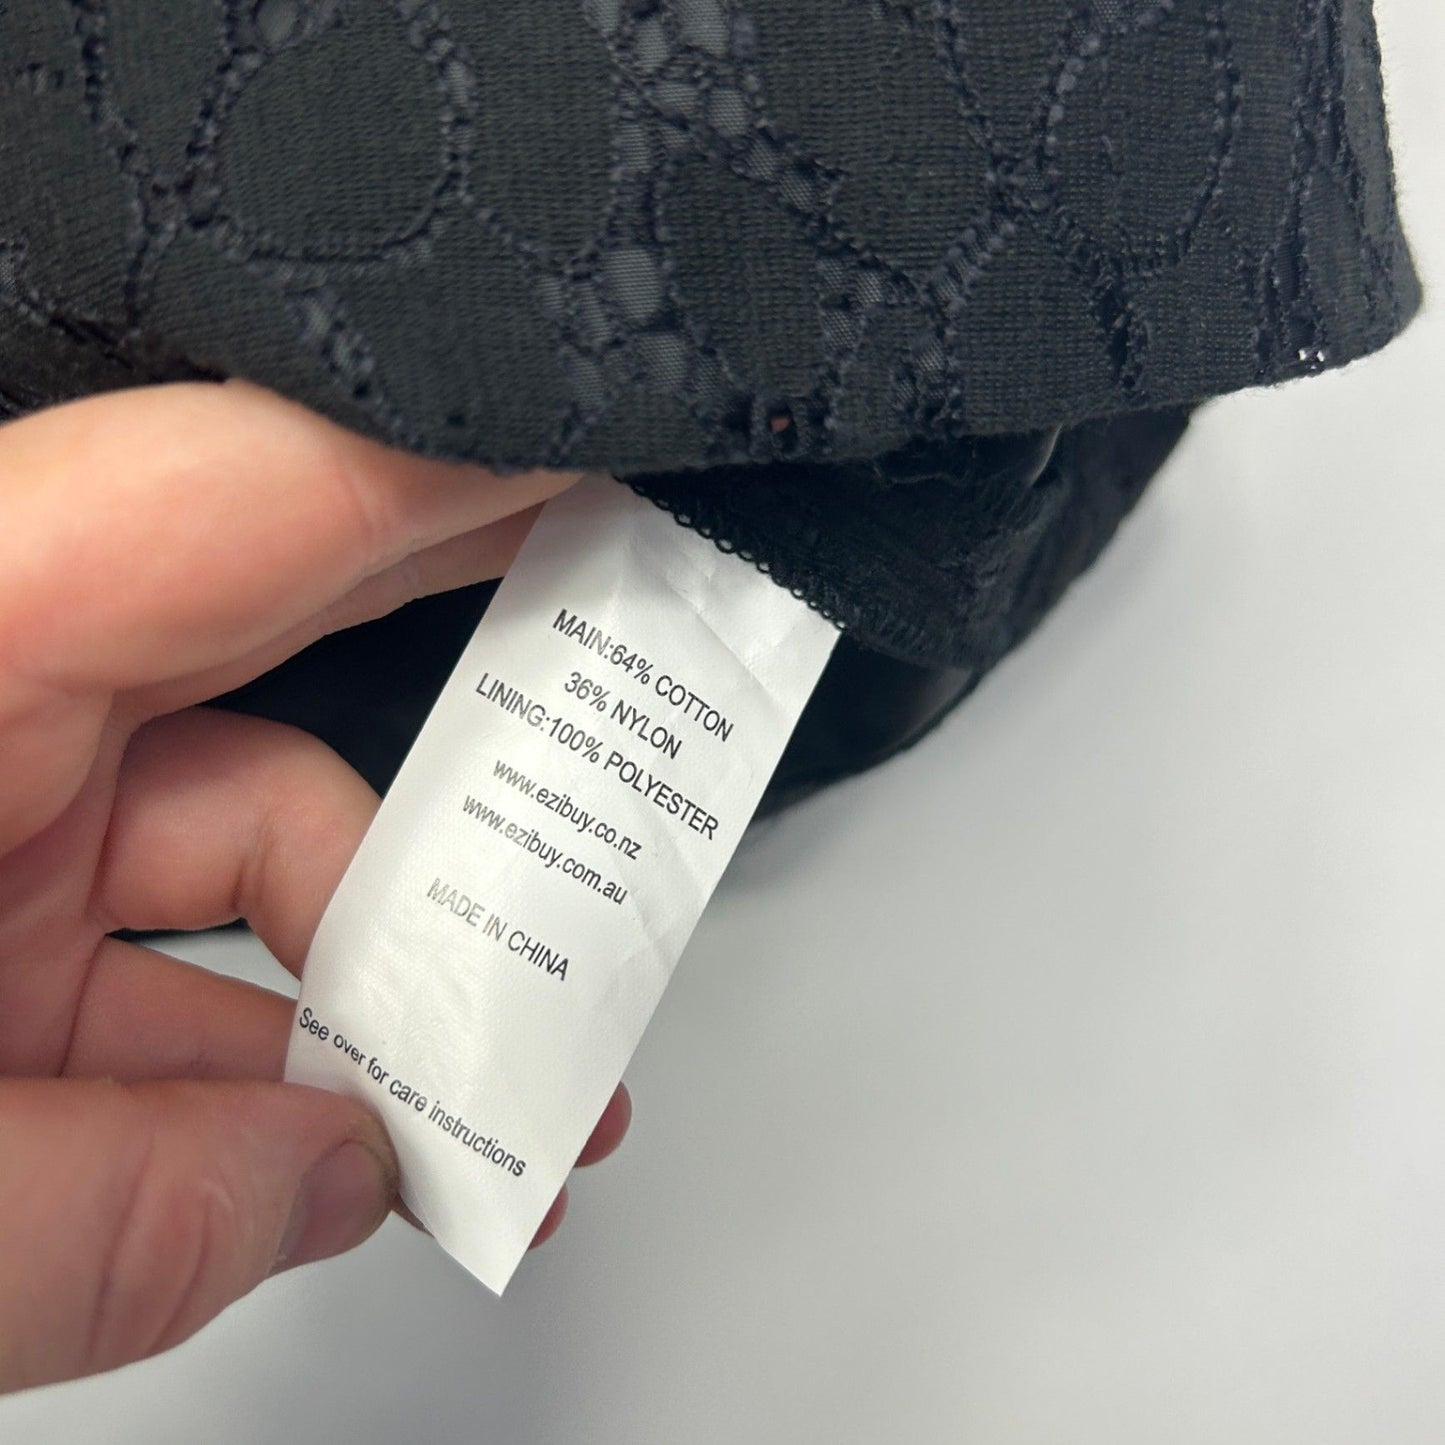 MAIN:64% COTTON
36% NYLON
LINING:100% POLYESTER
www.ezibuy.co.nz
www.ezibuy.com.au
MADE IN CHINA
See over for care instructions